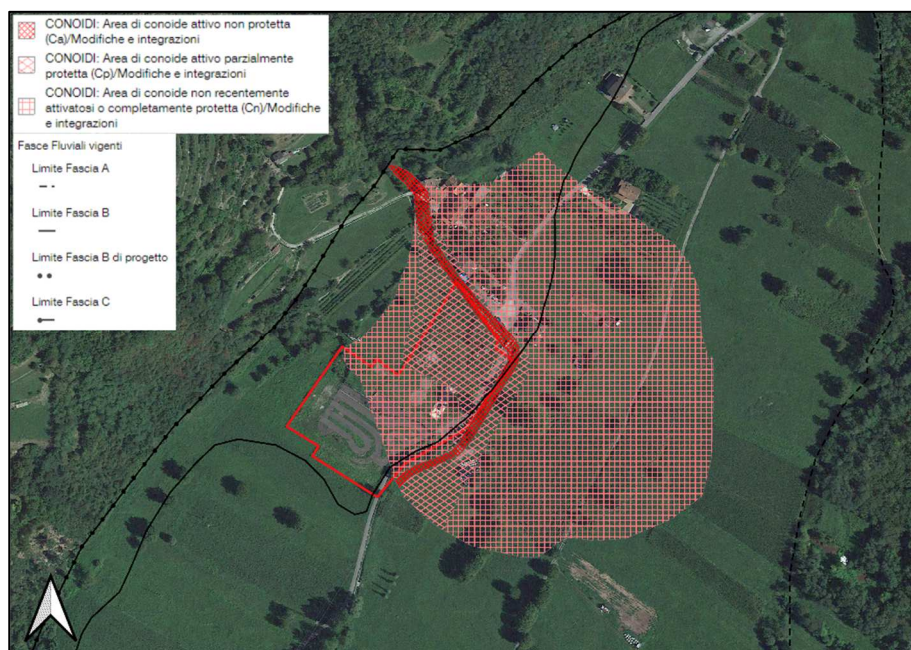 CONOIDI: Area di conoide attivo non protetta
(Ca)/Modifiche e integrazioni
CONOIDI: Area di conoide attivo parzialmente
protetta (Cp)/Modifiche e integrazioni
CONOIDI: Area di conoide non recentemente
attivatosi o completamente protetta (Cn)/Modifiche
e integrazioni
Fasce Fluviali vigenti
Limite Fascia A
Limite Fascia B
Limite Fascia B di progetto
Limite Fascia C